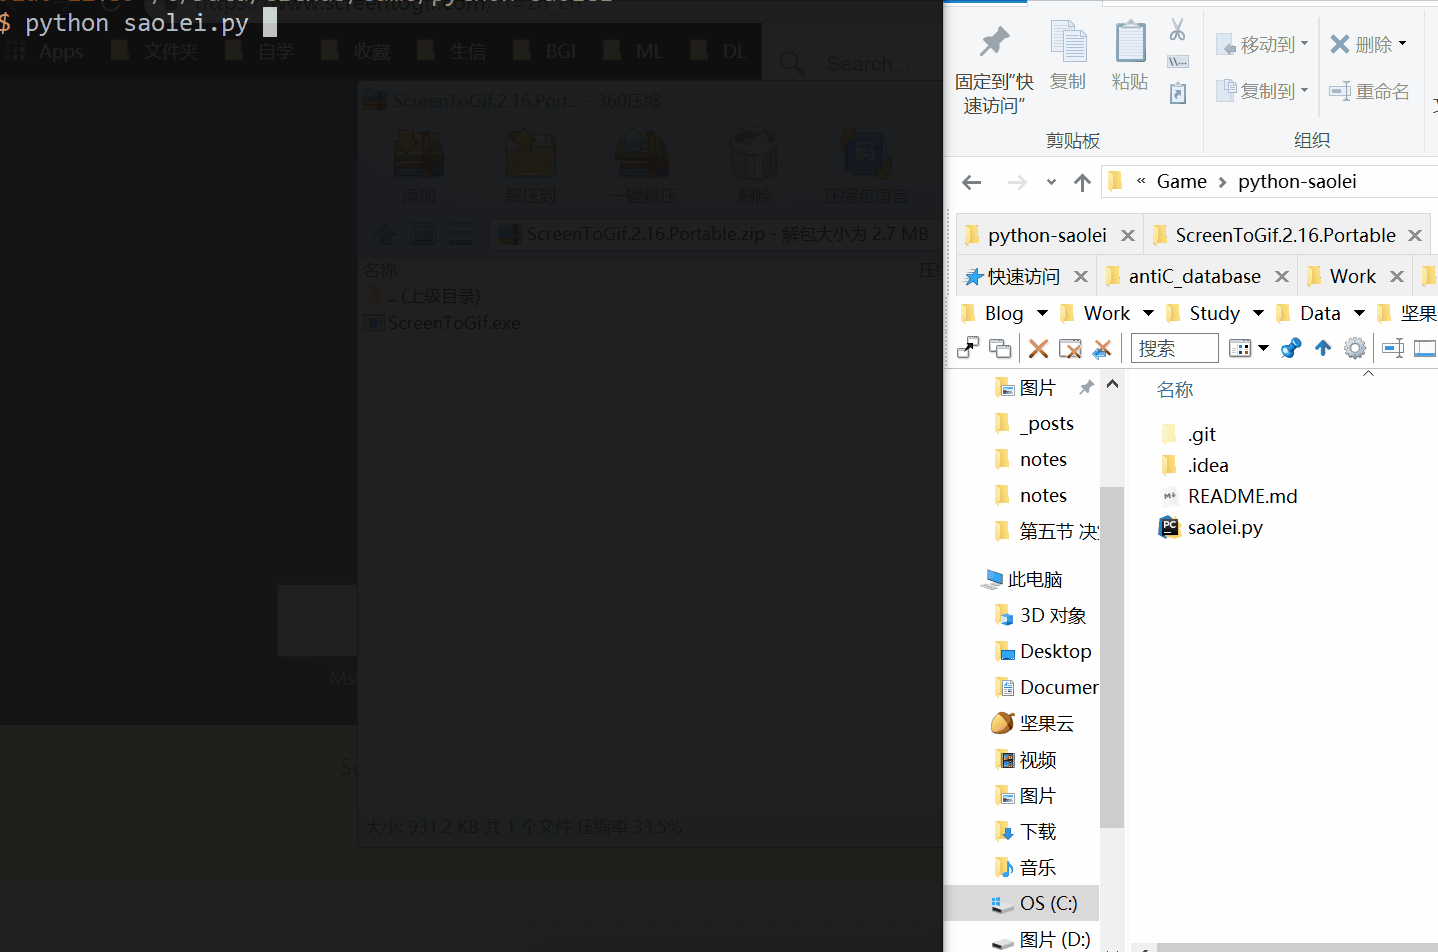 $ python saolei.py
Apps 文件夹 自学 收藏 生信 BGI ML DL
Search...
ScreenToGif.2.16.Port... - 360压缩
添加 解压到 一键解压 删除 压缩包语言
ScreenToGif.2.16.Portable.zip - 解包大小为 2.7 MB
名称
.. (上级目录)
ScreenToGif.exe
大小: 931.2 KB 共 1 个文件 压缩率 33.5%
固定到“快
速访问”
复制
粘贴
移动到
复制到
删除
重命名
剪贴板
组织
« Game > python-saolei
python-saolei
ScreenToGif.2.16.Portable
快速访问
antiC_database
Work
Blog Work Study Data 坚果
搜索
图片
_posts
notes
notes
第五节 决
此电脑
3D 对象
Desktop
Documer
坚果云
视频
图片
下载
音乐
OS (C:)
图片 (D:)
名称
.git
.idea
README.md
saolei.py